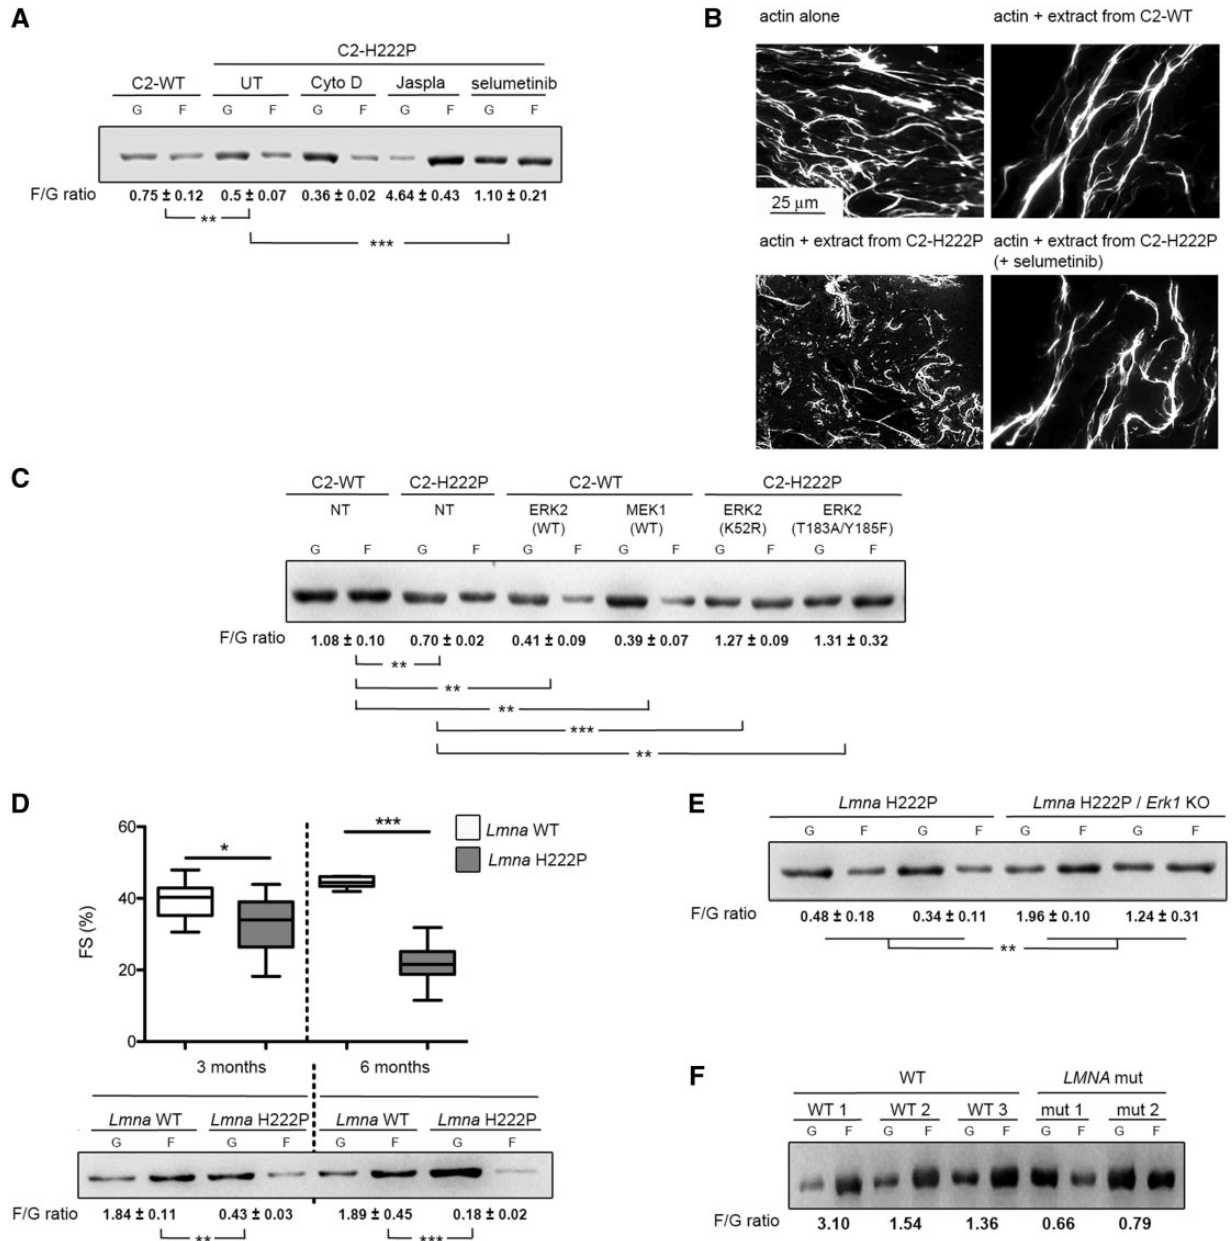 A
C2-H222P
C2-WT UT Cyto D Jaspla selumetinib
G F G F G F G F G F
F/G ratio 0.75 ± 0.12 0.5 ± 0.07 0.36 ± 0.02 4.64 ± 0.43 1.10 ± 0.21
**
***
B
actin alone actin + extract from C2-WT
25 µm
actin + extract from C2-H222P actin + extract from C2-H222P
(+ selumetinib)
C
C2-WT C2-H222P C2-WT C2-H222P
NT NT ERK2 MEK1 ERK2 ERK2
(WT) (WT) (K52R) (T183A/Y185F)
G F G F G F G F G F G F
F/G ratio 1.08 ± 0.10 0.70 ± 0.02 0.41 ± 0.09 0.39 ± 0.07 1.27 ± 0.09 1.31 ± 0.32
**
**
**
***
**
D
60
40
20
0
FS (%)
*
***
Lmna WT
Lmna H222P
3 months 6 months
Lmna WT Lmna H222P Lmna WT Lmna H222P
G F G F G F G F
F/G ratio 1.84 ± 0.11 0.43 ± 0.03 1.89 ± 0.45 0.18 ± 0.02
** ***
E
Lmna H222P Lmna H222P / Erk1 KO
G F G F G F G F
F/G ratio 0.48 ± 0.18 0.34 ± 0.11 1.96 ± 0.10 1.24 ± 0.31
**
F
WT LMNA mut
WT 1 WT 2 WT 3 mut 1 mut 2
G F G F G F G F G F
F/G ratio 3.10 1.54 1.36 0.66 0.79